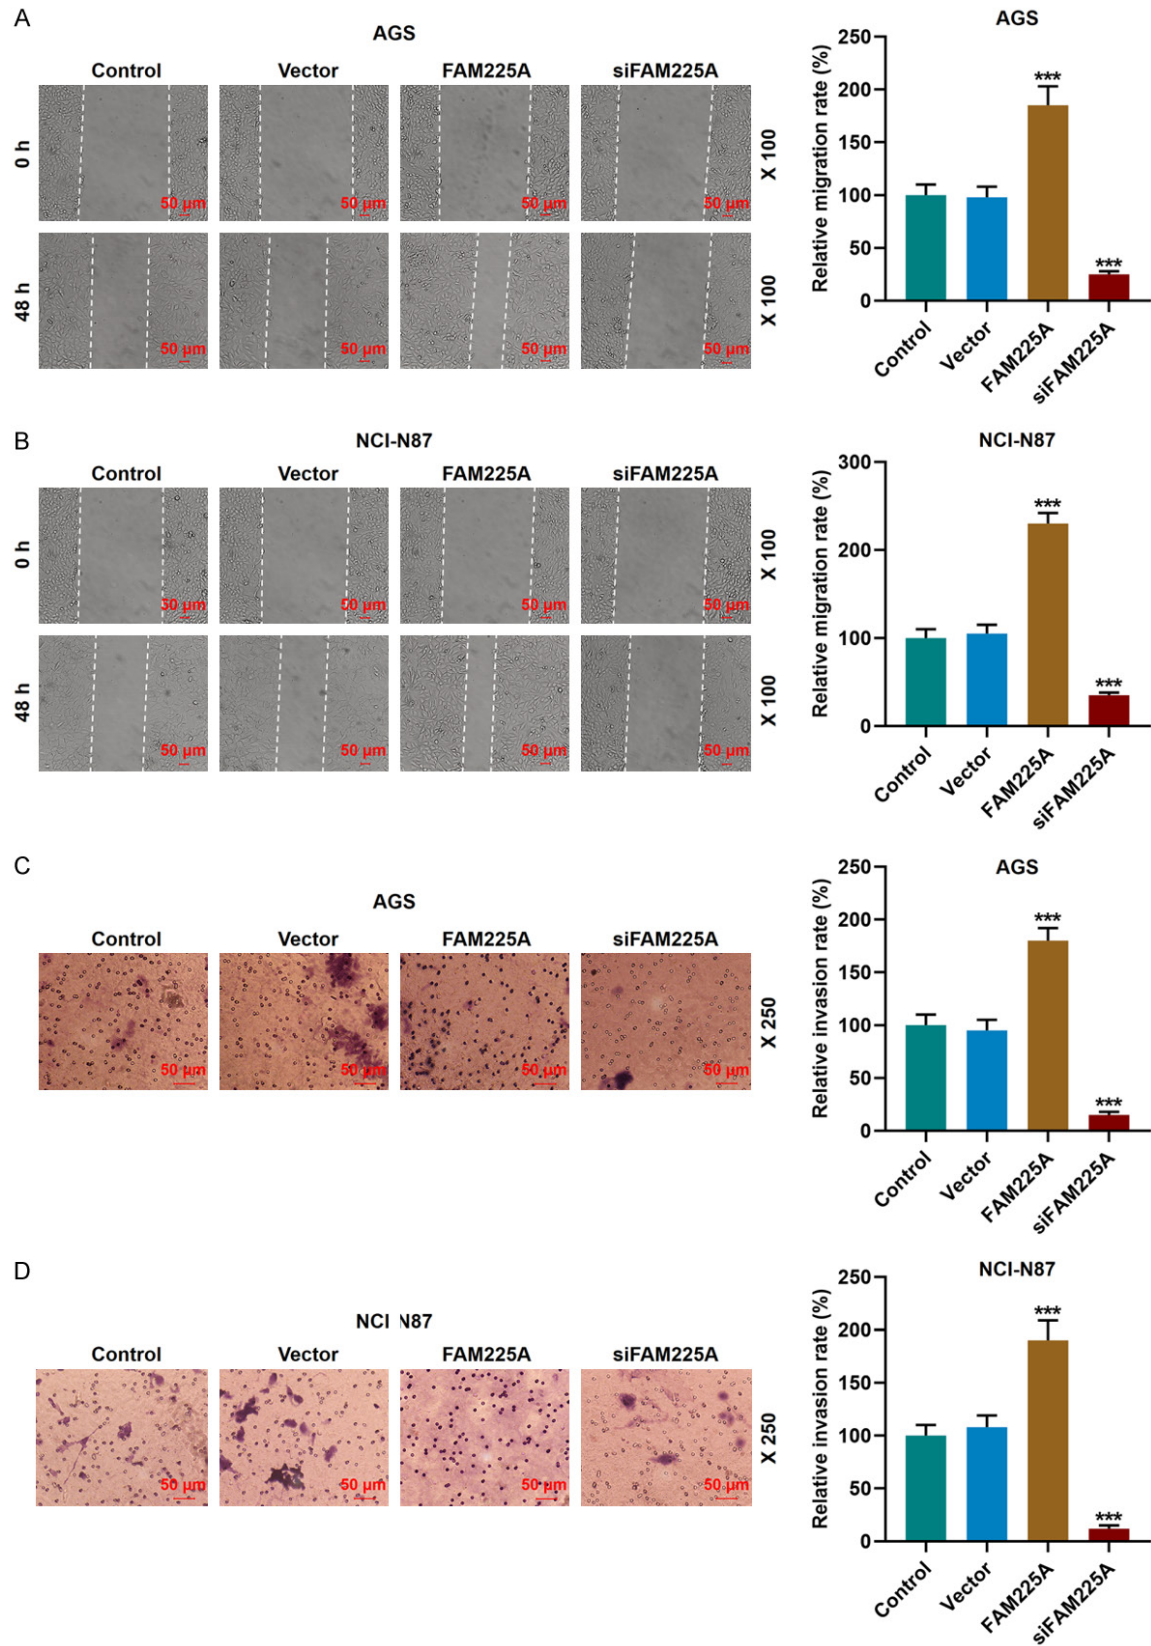 A
AGS
Control Vector FAM225A siFAM225A
0 h
50 µm 50 µm 50 µm 50 µm
X 100
48 h
50 µm 50 µm 50 µm 50 µm
X 100
AGS
Relative migration rate (%)
250
200
150
100
50
0
***
***
Control Vector FAM225A siFAM225A
B
NCI-N87
Control Vector FAM225A siFAM225A
0 h
50 µm 50 µm 50 µm 50 µm
X 100
48 h
50 µm 50 µm 50 µm 50 µm
X 100
NCI-N87
Relative migration rate (%)
300
200
100
0
***
***
Control Vector FAM225A siFAM225A
C
AGS
Control Vector FAM225A siFAM225A
50 µm 50 µm 50 µm 50 µm
X 250
AGS
Relative invasion rate (%)
250
200
150
100
50
0
***
***
Control Vector FAM225A siFAM225A
D
NCI-N87
Control Vector FAM225A siFAM225A
50 µm 50 µm 50 µm 50 µm
X 250
NCI-N87
Relative invasion rate (%)
250
200
150
100
50
0
***
***
Control Vector FAM225A siFAM225A